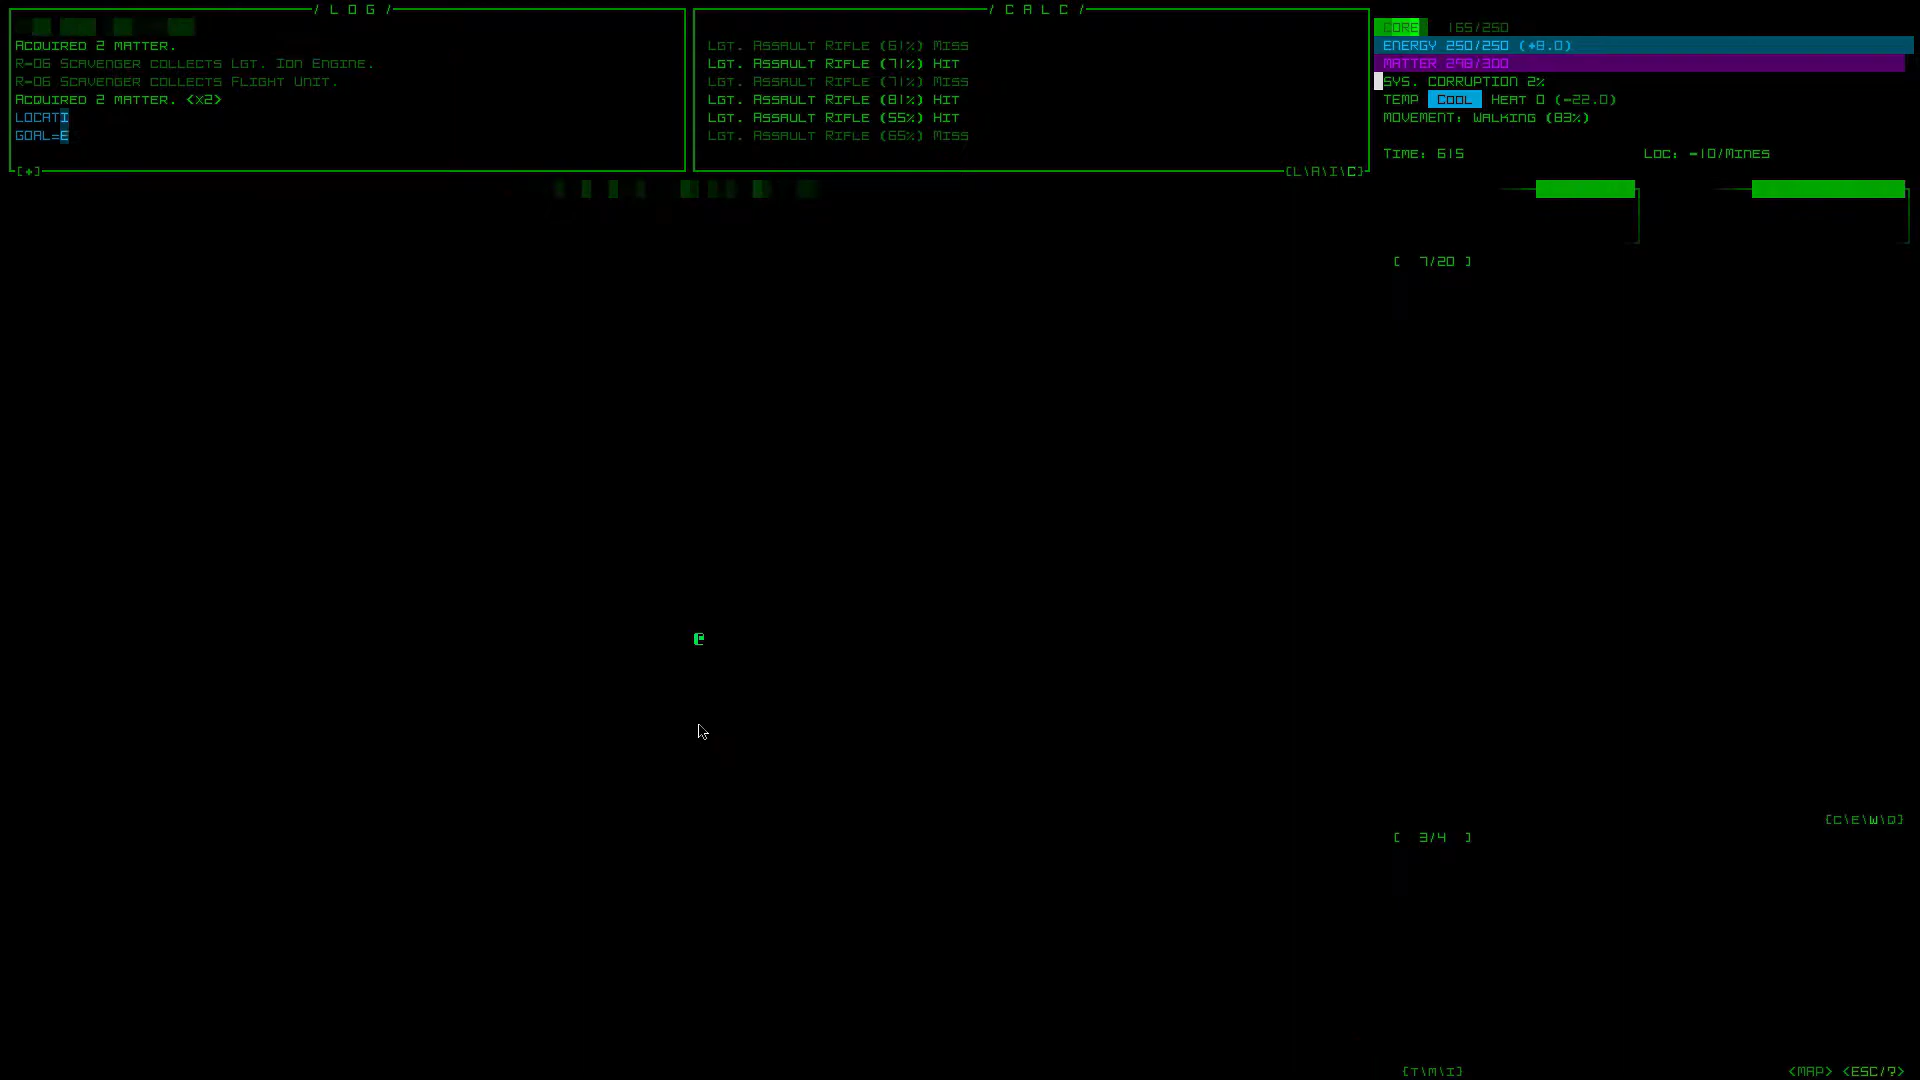 / L O G /
ACQUIRED 2 MATTER.
R-06 SCAVENGER COLLECTS LGT. ION ENGINE.
R-06 SCAVENGER COLLECTS FLIGHT UNIT.
ACQUIRED 2 MATTER. <X2>
LOCATI
GOAL=E
[+]
/ C A L C /
LGT. ASSAULT RIFLE (61%) MISS
LGT. ASSAULT RIFLE (71%) HIT
LGT. ASSAULT RIFLE (71%) MISS
LGT. ASSAULT RIFLE (81%) HIT
LGT. ASSAULT RIFLE (55%) HIT
LGT. ASSAULT RIFLE (65%) MISS
[L\A\I\C]
CORE 165/250
ENERGY 250/250 (+8.0)
MATTER 298/300
SYS. CORRUPTION 2%
TEMP COOL HEAT 0 (-22.0)
MOVEMENT: WALKING (83%)
TIME: 615 LOC: -10/MINES
[ 7/20 ]
[C\E\W\Q]
[ 3/4 ]
[T\M\I]
<MAP> <ESC/?>